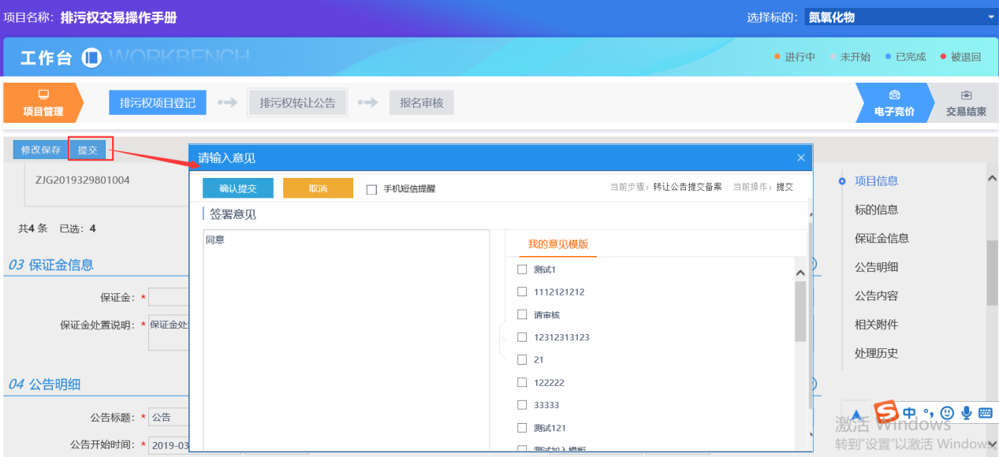 项目名称: 排污权交易操作手册
选择标的: 氮氧化物
工作台 WORKBENCH
进行中 未开始 已完成 被退回
项目管理 排污权项目登记 排污权转让公告 报名审核 电子竞价 交易结束
修改保存 提交
请输入意见 ×
ZJG2019329801004
确认提交 取消 手机短信提醒 当前步骤: 转让公告提交备案 当前操作: 提交
签署意见
共4 条 已选: 4
同意
我的意见模版
测试1
1112121212
请审核
12312313123
21
122222
33333
测试121
测试加入模板
03 保证金信息
保证金: *
保证金处置说明: * 保证金处
04 公告明细
公告标题: * 公告
公告开始时间: * 2019-03
项目信息
标的信息
保证金信息
公告明细
公告内容
相关附件
处理历史
中
激活 Windows
转到"设置"以激活 Windows。